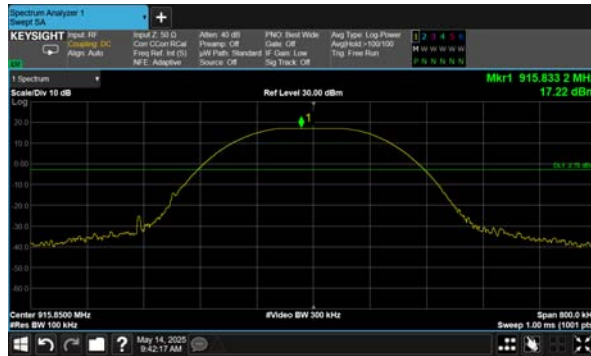 Spectrum Analyzer 1
Swept SA
+
KEYSIGHT Input: RF
Coupling: DC
Align: Auto
Input Z: 50 Ω
Corr CCorr RCal
Freq Ref: Int (S)
NFE: Adaptive
Atten: 40 dB
Preamp: Off
µW Path: Standard
Source: Off
PNO: Best Wide
Gate: Off
IF Gain: Low
Sig Track: Off
Avg Type: Log-Power
Avg|Hold: >100/100
Trig: Free Run
1 2 3 4 5 6
M W W W W W
P N N N N N
1 Spectrum
Scale/Div 10 dB
Ref Level 30.00 dBm
Mkr1 915.833 2 MHz
17.22 dBm
Log
20.0
10.0
0.00
-10.0
-20.0
-30.0
-40.0
-60.0
1
Center 915.8500 MHz
#Res BW 100 kHz
#Video BW 300 kHz
Span 800.0 kH
Sweep 1.00 ms (1001 pt
?
May 14, 2025
9:42:17 AM